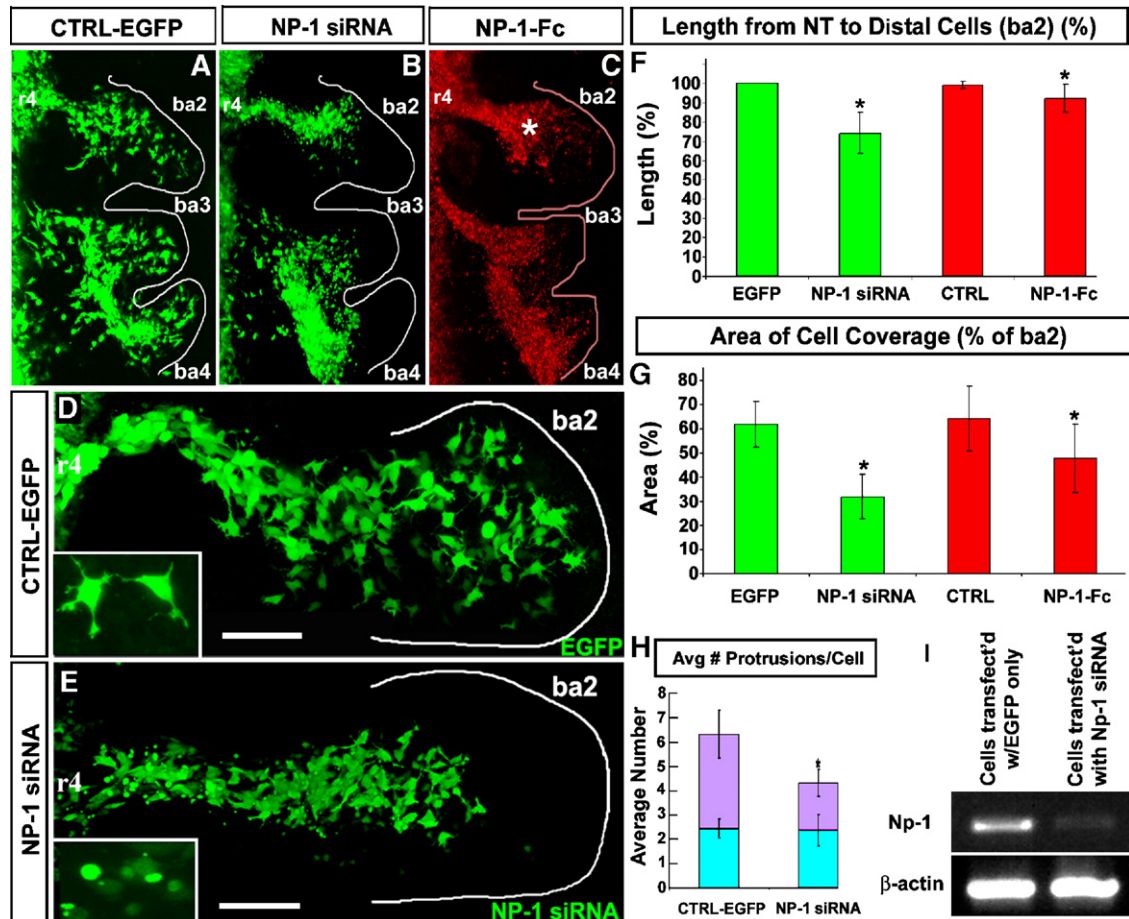 CTRL-EGFP
NP-1 siRNA
NP-1-Fc
A
r4
ba2
ba3
ba4
B
r4
ba2
ba3
ba4
C
r4
ba2
*
ba3
ba4
CTRL-EGFP
D
r4
ba2
EGFP
NP-1 siRNA
E
r4
ba2
NP-1 siRNA
Length from NT to Distal Cells (ba2) (%)
F
Length (%)
100
90
80
70
60
50
40
30
20
10
0
*
*
EGFP
NP-1 siRNA
CTRL
NP-1-Fc
Area of Cell Coverage (% of ba2)
G
Area (%)
80
70
60
50
40
30
20
10
0
*
*
EGFP
NP-1 siRNA
CTRL
NP-1-Fc
H
Avg # Protrusions/Cell
Average Number
8
7
6
5
4
3
2
1
0
*
CTRL-EGFP
NP-1 siRNA
I
Cells transfect'd
w/EGFP only
Cells transfect'd
with Np-1 siRNA
Np-1
β-actin